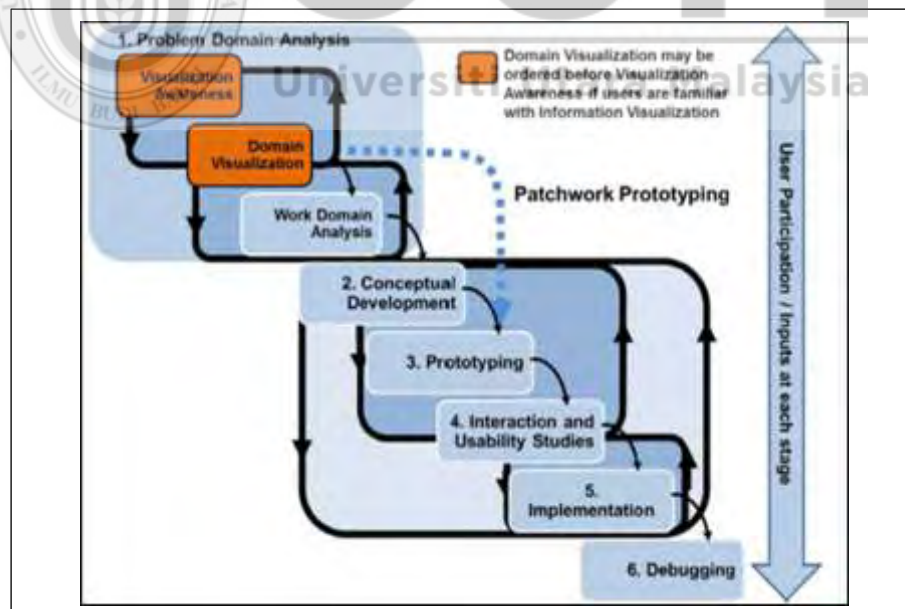 1. Problem Domain Analysis
Visualization
Awareness
Domain Visualization may be
ordered before Visualization
Awareness if users are familiar
with Information Visualization
Domain
Visualization
Work Domain
Analysis
Patchwork Prototyping
2. Conceptual
Development
3. Prototyping
4. Interaction and
Usability Studies
5.
Implementation
6. Debugging
User Participation / Inputs at each stage
ILMU BUDI